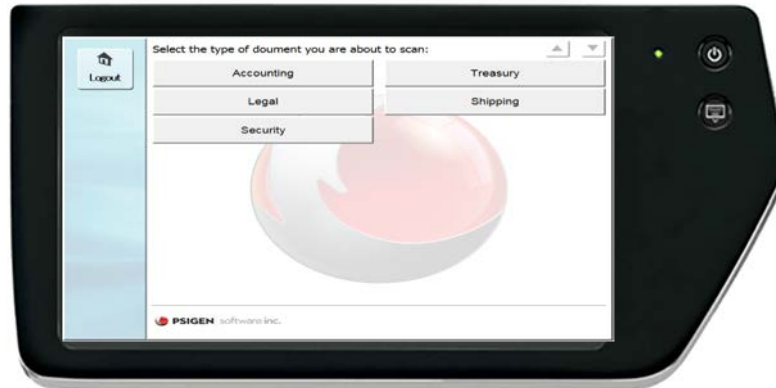 Select the type of doument you are about to scan:
Logout
Accounting
Treasury
Legal
Shipping
Security
PSIGEN software inc.